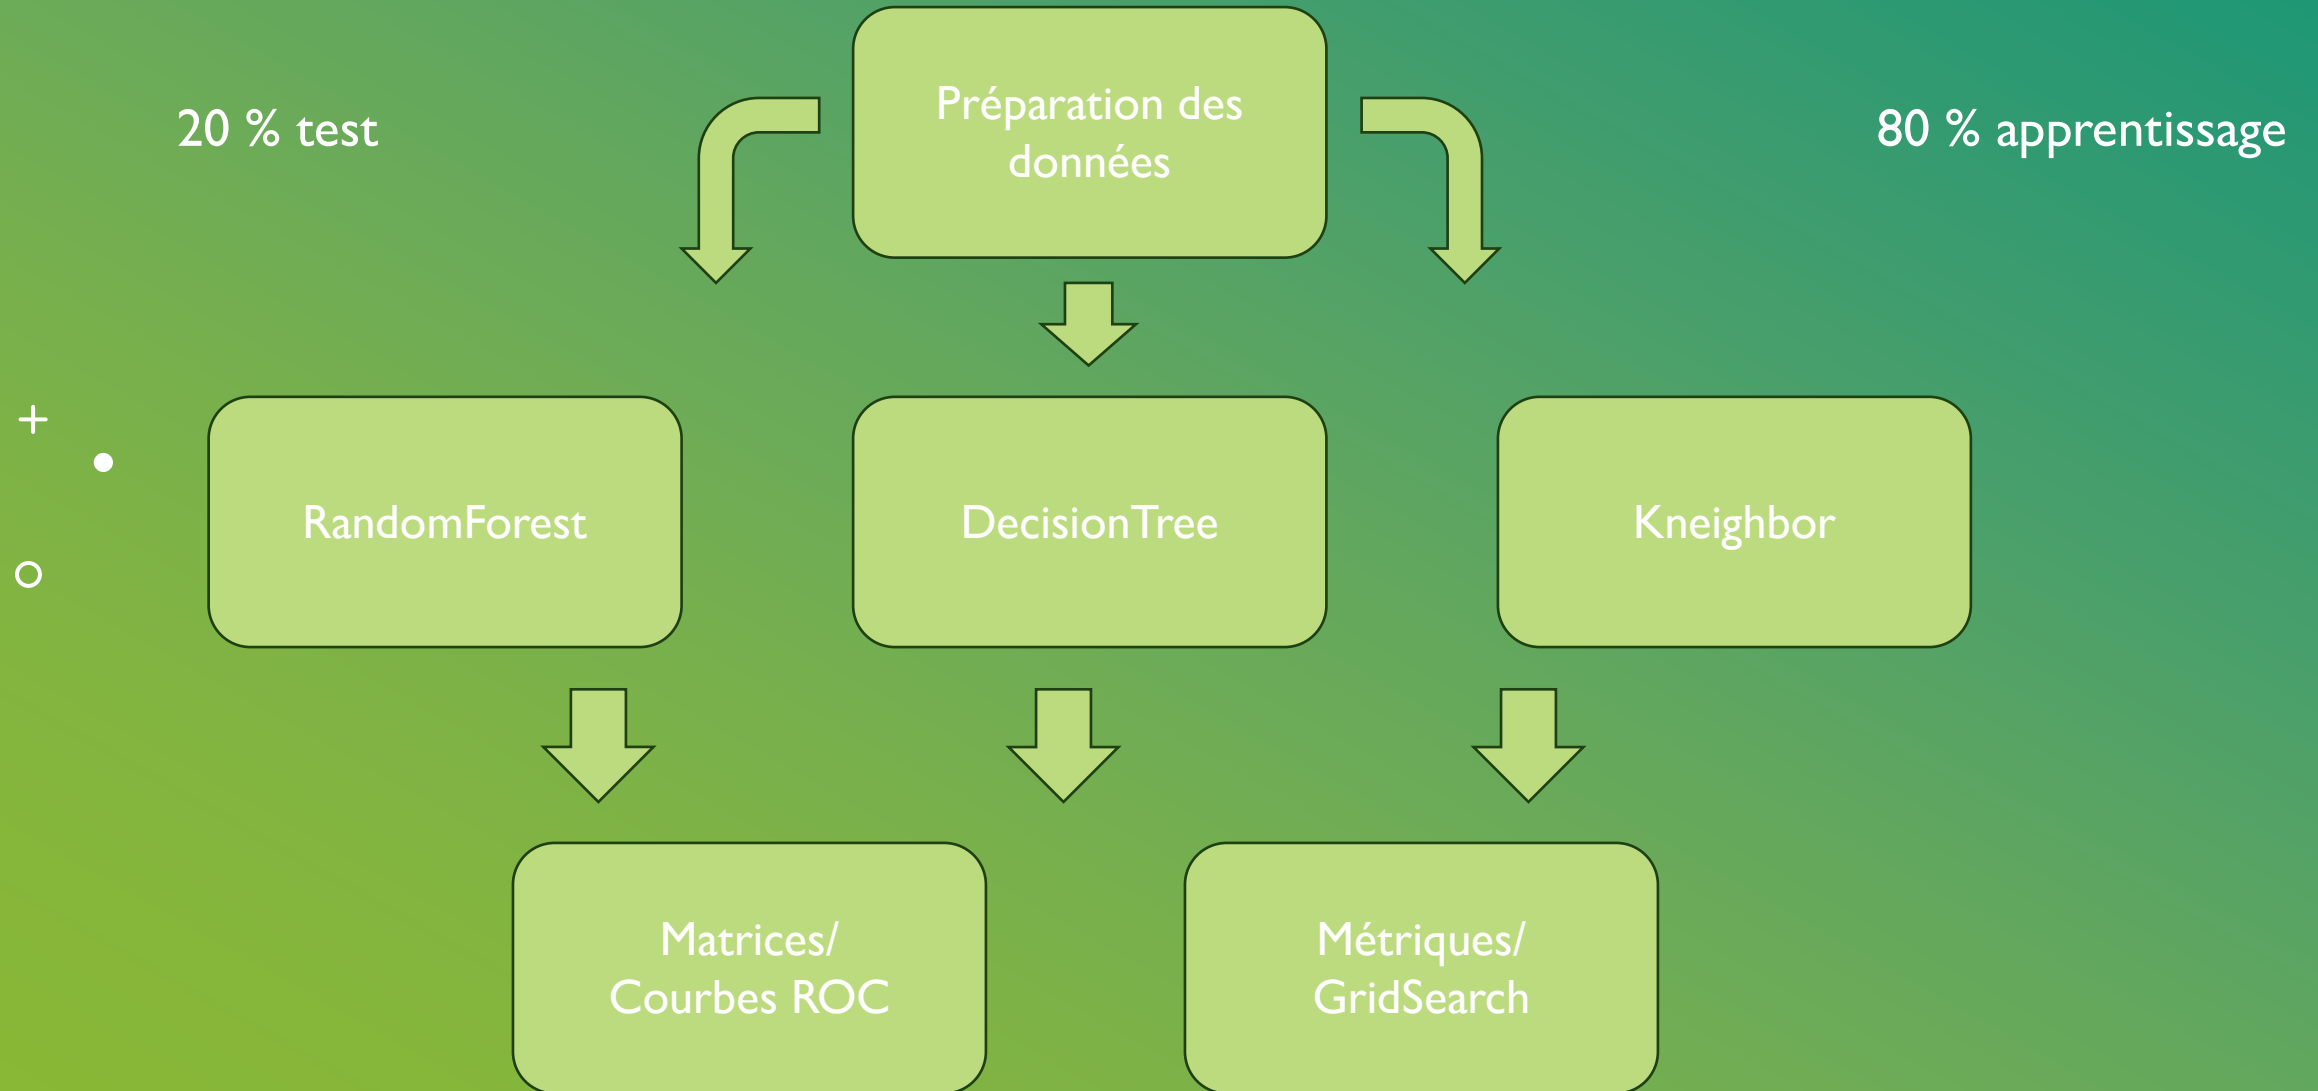 20 % test
Préparation des
données
80 % apprentissage
RandomForest
DecisionTree
Kneighbor
Matrices/
Courbes ROC
Métriques/
GridSearch